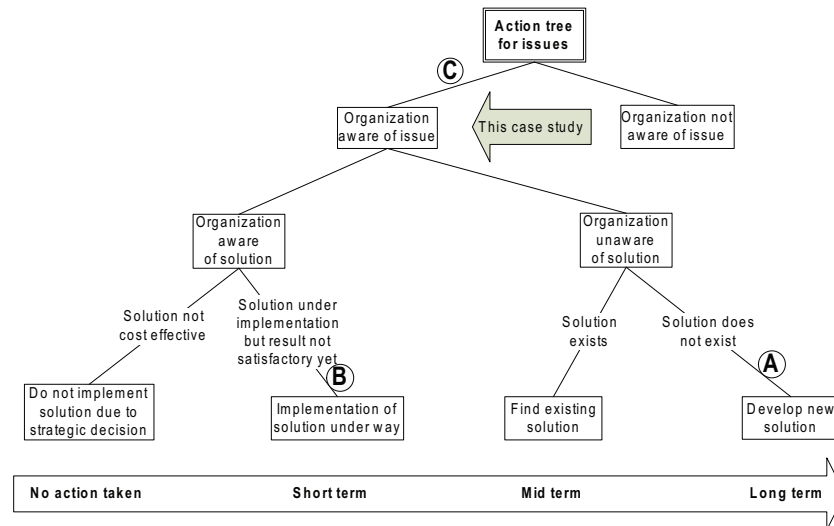 Action tree
for issues
C
Organization
aware of issue
This case study
Organization not
aware of issue
Organization
aware
of solution
Organization
unaware
of solution
Solution not
cost effective
Solution under
implementation
but result not
satisfactory yet
Solution
exists
Solution does
not exist
A
B
Do not implement
solution due to
strategic decision
Implementation of
solution under way
Find existing
solution
Develop new
solution
No action taken
Short term
Mid term
Long term